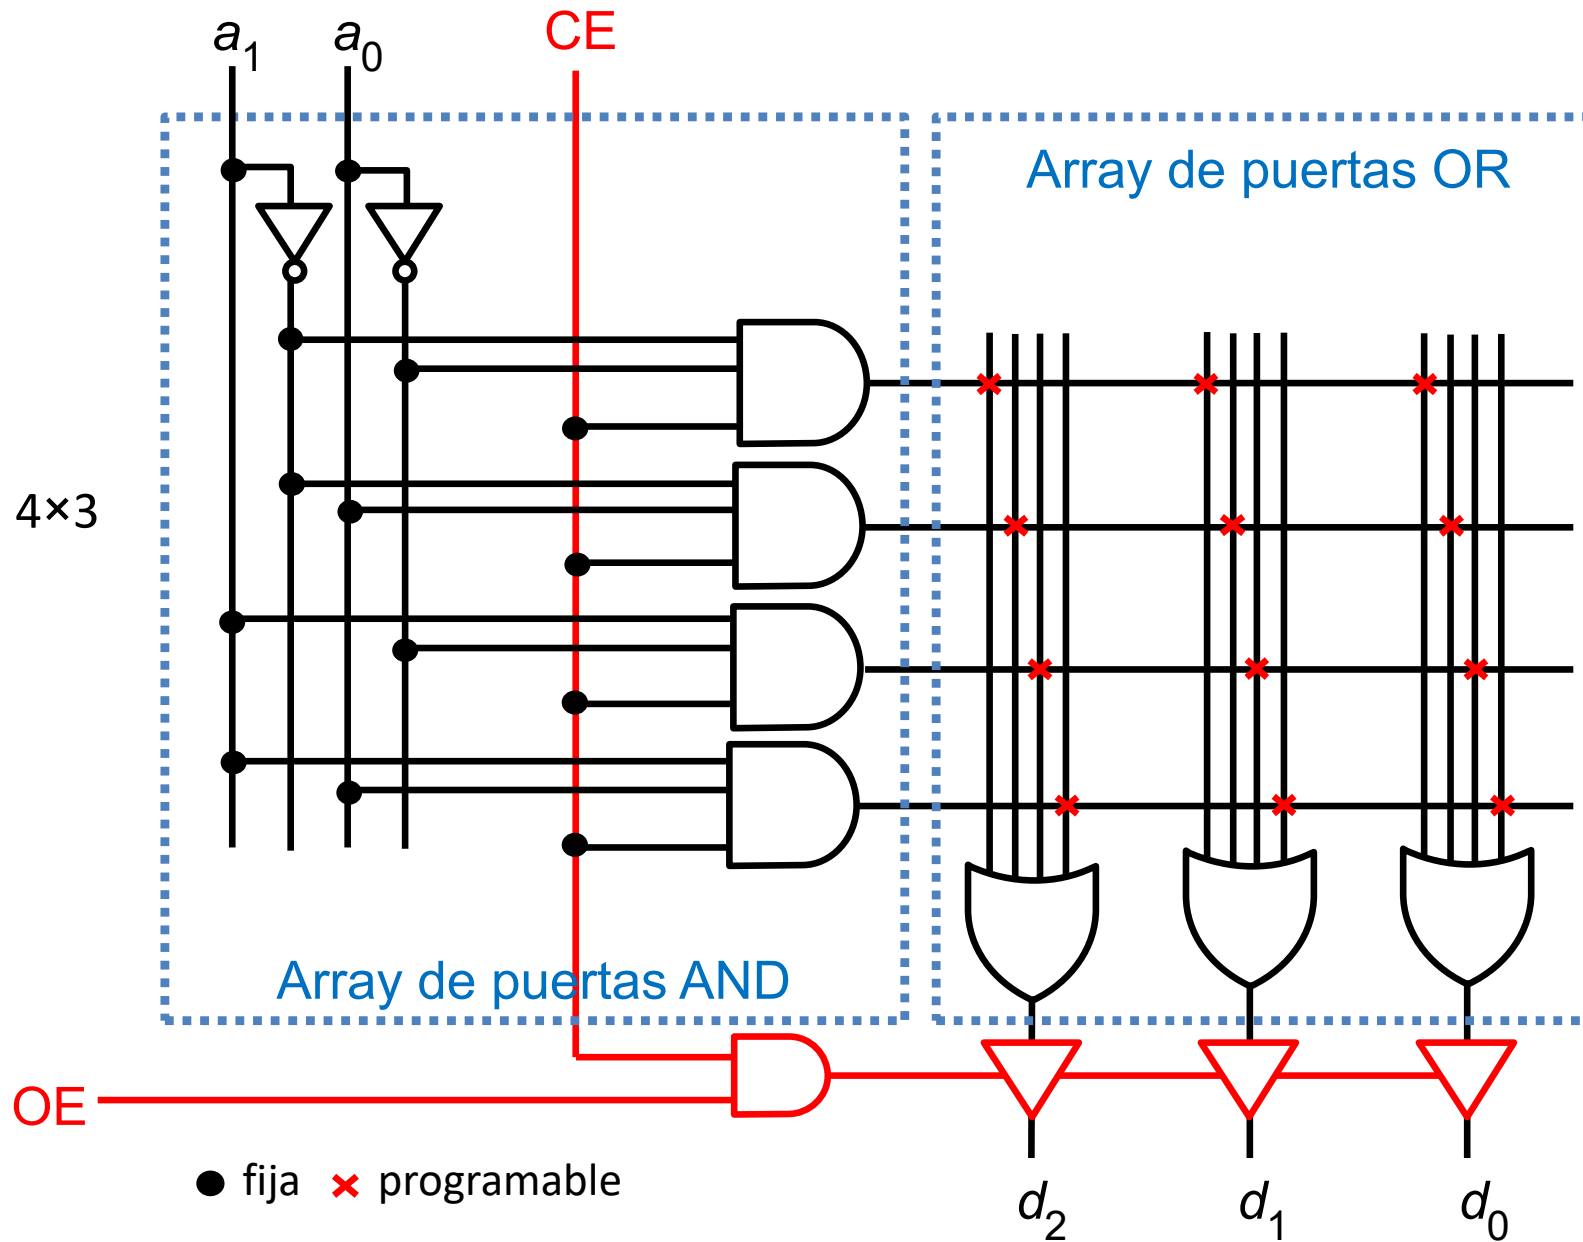 a1 a0 CE
Array de puertas OR
4×3
Array de puertas AND
OE
fija programable
d2 d1 d0